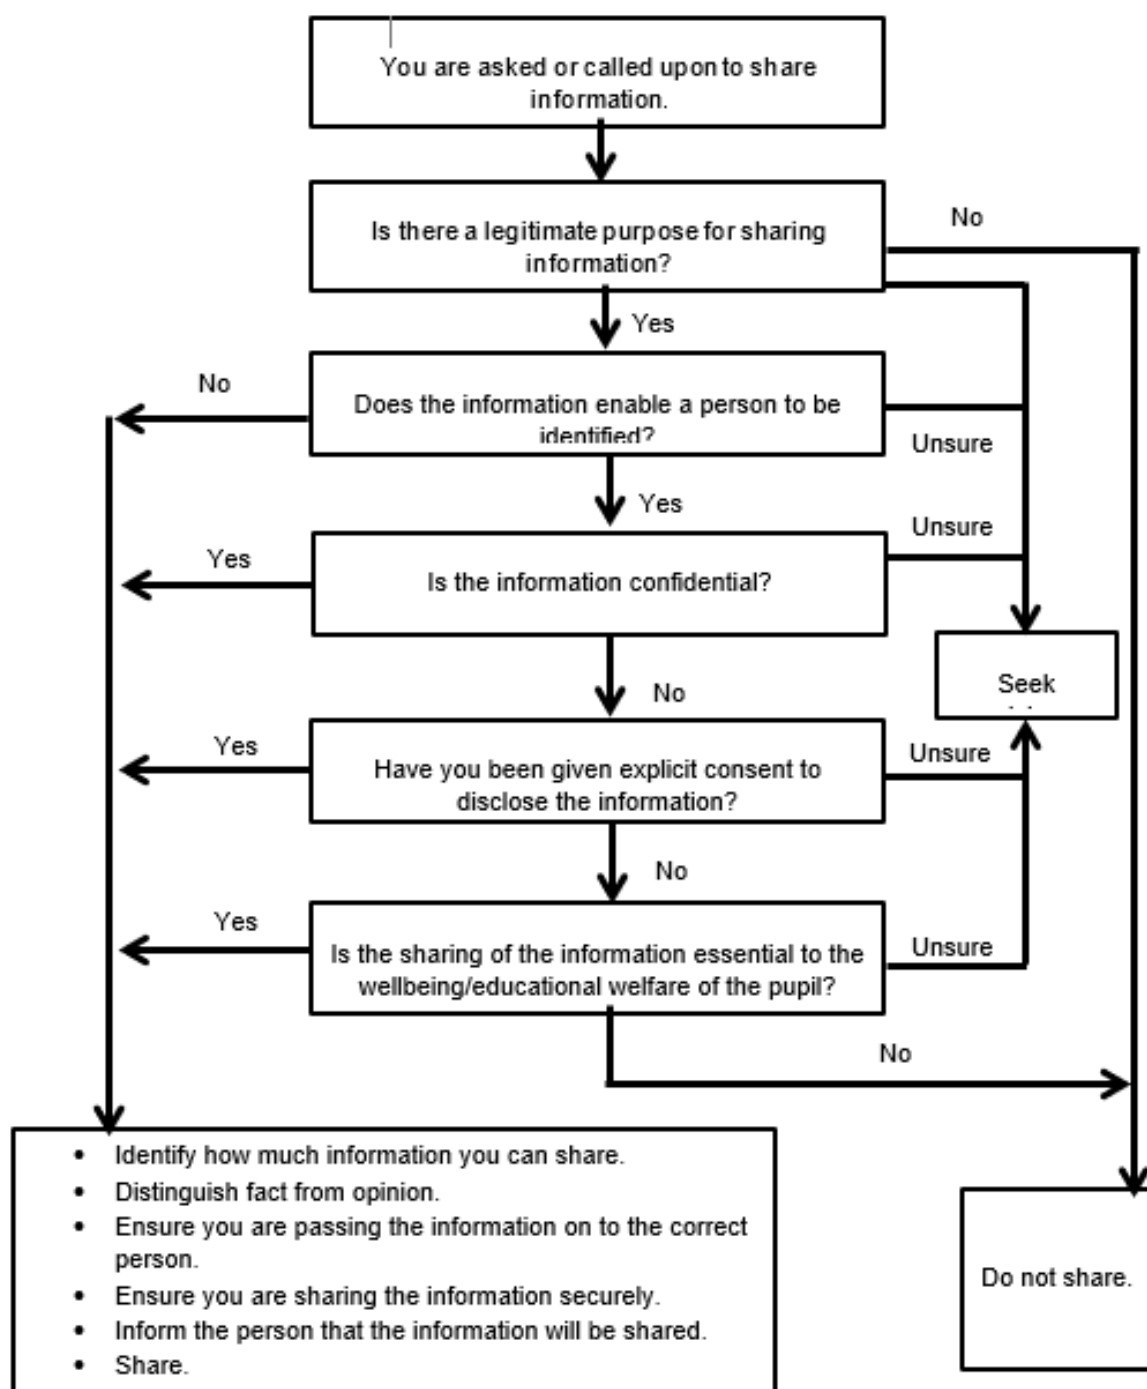 You are asked or called upon to share
information.
No
Is there a legitimate purpose for sharing
information?
Yes
No
Does the information enable a person to be
identified?
Unsure
Yes
Unsure
Yes
Is the information confidential?
No
Seek
Yes
Have you been given explicit consent to
disclose the information?
Unsure
No
Yes
Is the sharing of the information essential to the
wellbeing/educational welfare of the pupil?
Unsure
No
• Identify how much information you can share.
• Distinguish fact from opinion.
• Ensure you are passing the information on to the correct
person.
• Ensure you are sharing the information securely.
• Inform the person that the information will be shared.
• Share.
Do not share.